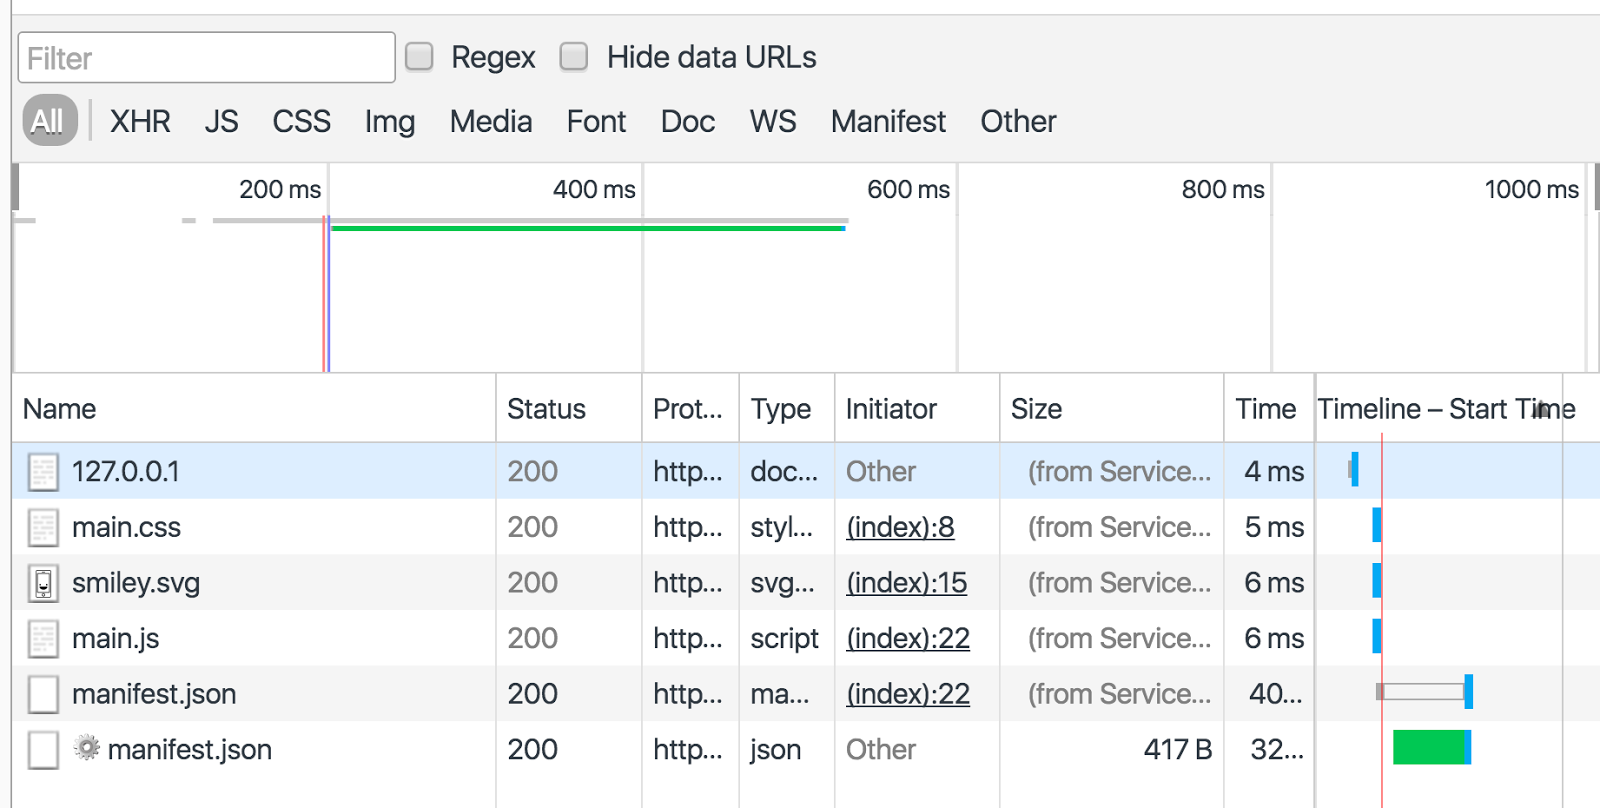 Filter Regex Hide data URLs
All XHR JS CSS Img Media Font Doc WS Manifest Other
200 ms 400 ms 600 ms 800 ms 1000 ms
Name Status Prot... Type Initiator Size Time Timeline – Start Time
127.0.0.1 200 http... doc... Other (from Service... 4 ms
main.css 200 http... styl... (index):8 (from Service... 5 ms
smiley.svg 200 http... svg... (index):15 (from Service... 6 ms
main.js 200 http... script (index):22 (from Service... 6 ms
manifest.json 200 http... ma... (index):22 (from Service... 40...
manifest.json 200 http... json Other 417 B 32...